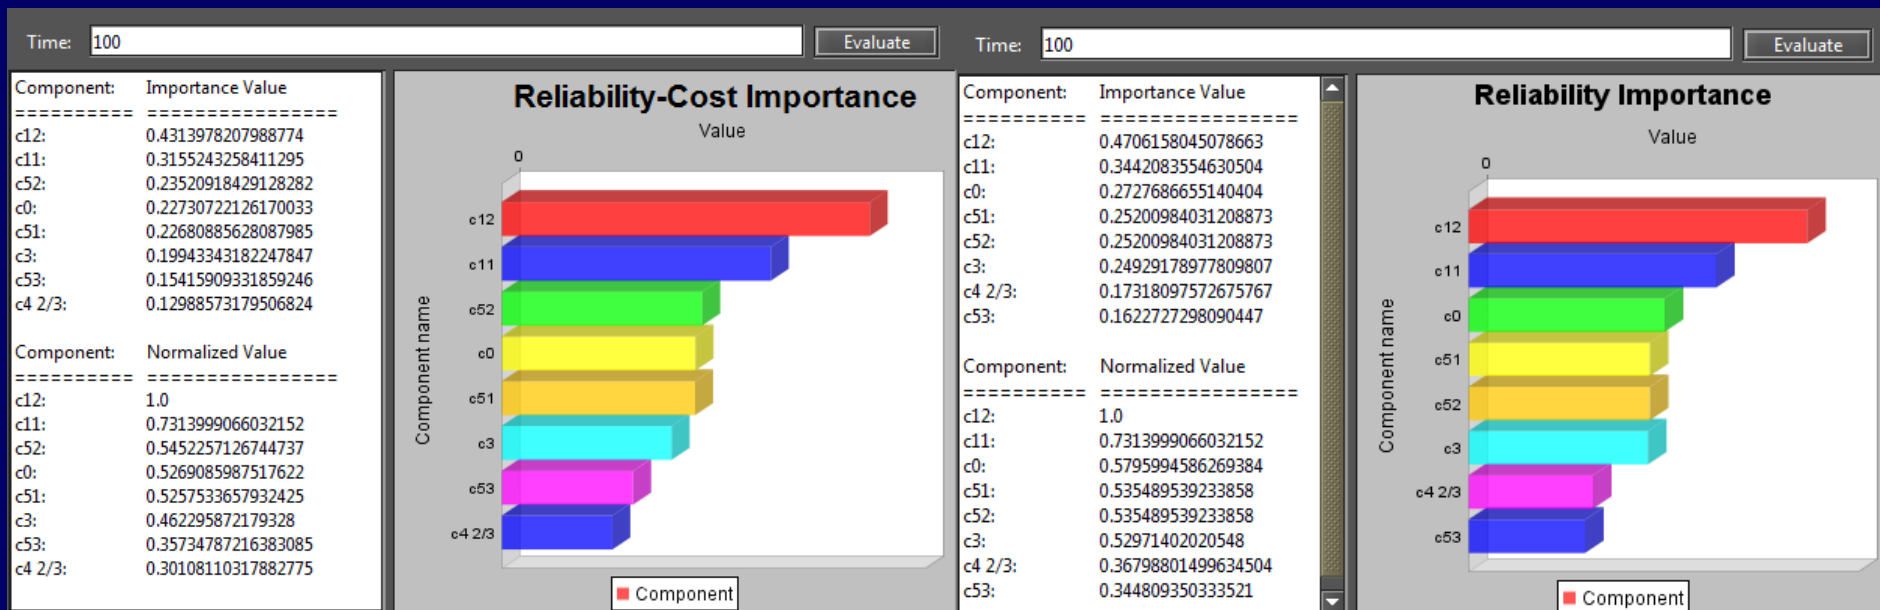 Time: 100 Evaluate
Component: Importance Value
========== ================
c12: 0.4313978207988774
c11: 0.3155243258411295
c52: 0.23520918429128282
c0: 0.22730722126170033
c51: 0.22680885628087985
c3: 0.19943343182247847
c53: 0.15415909331859246
c4 2/3: 0.12988573179506824
Component: Normalized Value
========== ================
c12: 1.0
c11: 0.7313999066032152
c52: 0.5452257126744737
c0: 0.5269085987517622
c51: 0.5257533657932425
c3: 0.462295872179328
c53: 0.35734787216383085
c4 2/3: 0.30108110317882775
Reliability-Cost Importance
Value
0
Component name
c12
c11
c52
c0
c51
c3
c53
c4 2/3
Component
Time: 100 Evaluate
Component: Importance Value
========== ================
c12: 0.4706158045078663
c11: 0.3442083554630504
c0: 0.2727686655140404
c51: 0.25200984031208873
c52: 0.25200984031208873
c3: 0.24929178977809807
c4 2/3: 0.17318097572675767
c53: 0.1622727298090447
Component: Normalized Value
========== ================
c12: 1.0
c11: 0.7313999066032152
c0: 0.5795994586269384
c51: 0.535489539233858
c52: 0.535489539233858
c3: 0.52971402020548
c4 2/3: 0.36798801499634504
c53: 0.344809350333521
Reliability Importance
Value
0
Component name
c12
c11
c0
c51
c52
c3
c4 2/3
c53
Component